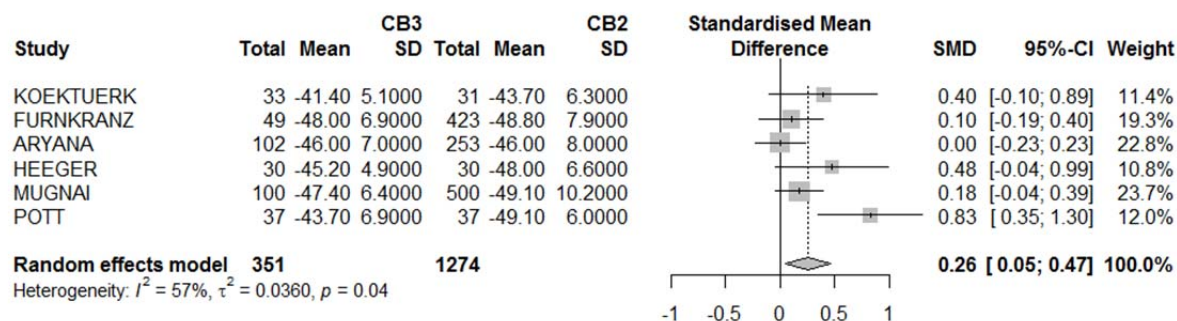 CB3 CB2 Standardised Mean
Study Total Mean SD Total Mean SD Difference SMD 95%-CI Weight
KOEKTUERK 33 -41.40 5.1000 31 -43.70 6.3000 0.40 [-0.10; 0.89] 11.4%
FURNKRANZ 49 -48.00 6.9000 423 -48.80 7.9000 0.10 [-0.19; 0.40] 19.3%
ARYANA 102 -46.00 7.0000 253 -46.00 8.0000 0.00 [-0.23; 0.23] 22.8%
HEEGER 30 -45.20 4.9000 30 -48.00 6.6000 0.48 [-0.04; 0.99] 10.8%
MUGNAI 100 -47.40 6.4000 500 -49.10 10.2000 0.18 [-0.04; 0.39] 23.7%
POTT 37 -43.70 6.9000 37 -49.10 6.0000 0.83 [ 0.35; 1.30] 12.0%
Random effects model 351 1274 0.26 [ 0.05; 0.47] 100.0%
Heterogeneity: I² = 57%, τ² = 0.0360, p = 0.04
-1 -0.5 0 0.5 1